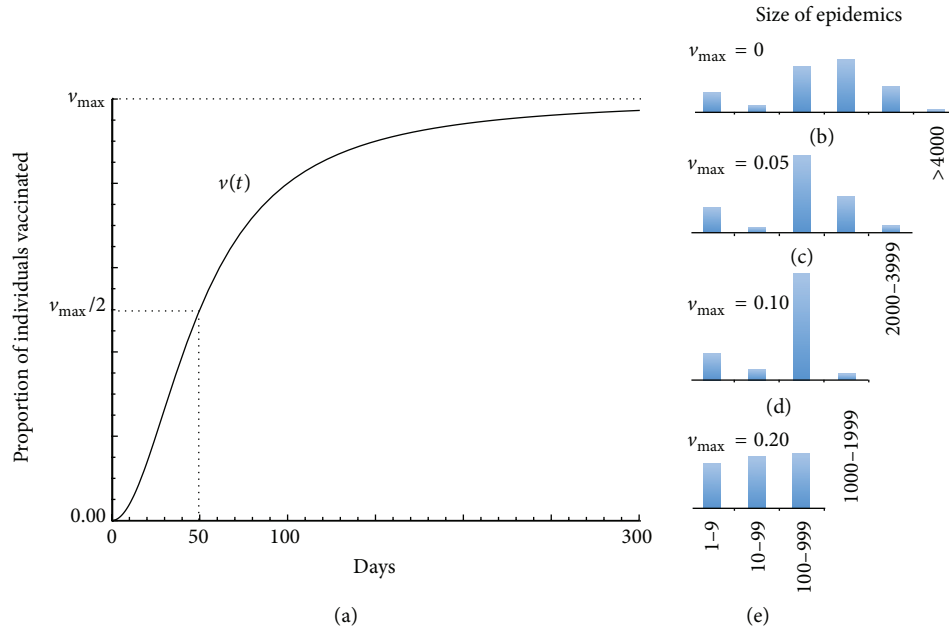 Size of epidemics
v_max = 0
(b)
>4000
v_max = 0.05
(c)
2000–3999
v_max = 0.10
(d)
1000–1999
v_max = 0.20
1–9
10–99
100–999
(e)
Proportion of individuals vaccinated
v_max
v(t)
v_max/2
0.00
0
50
100
300
Days
(a)